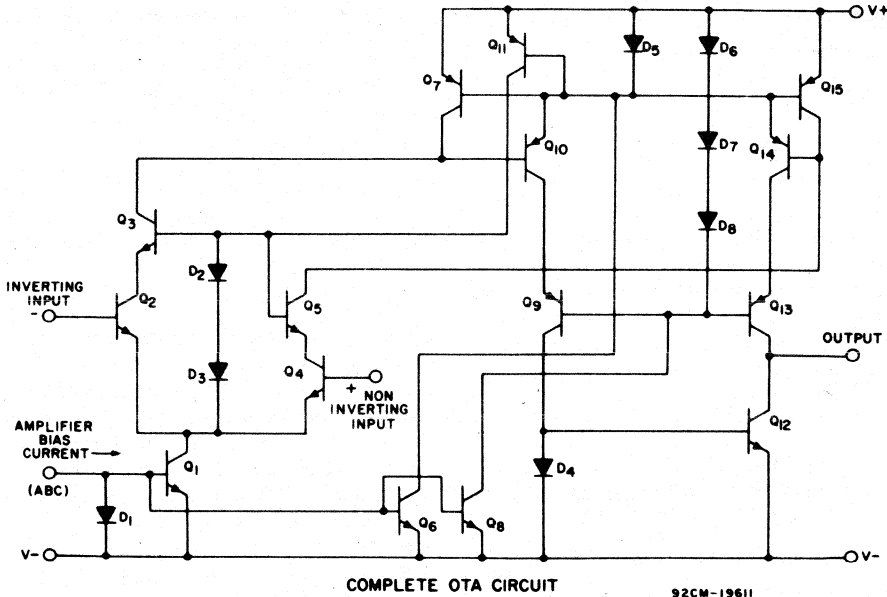 V+
Q11
D5
D6
Q7
Q15
Q10
D7
Q14
Q3
D2
D8
INVERTING
INPUT
-
Q2
Q5
Q9
Q13
OUTPUT
D3
Q4
+ NON
INVERTING
INPUT
AMPLIFIER
BIAS
CURRENT
(ABC)
Q1
Q12
D4
D1
Q6
Q8
V-
V-
COMPLETE OTA CIRCUIT
92CM-19611